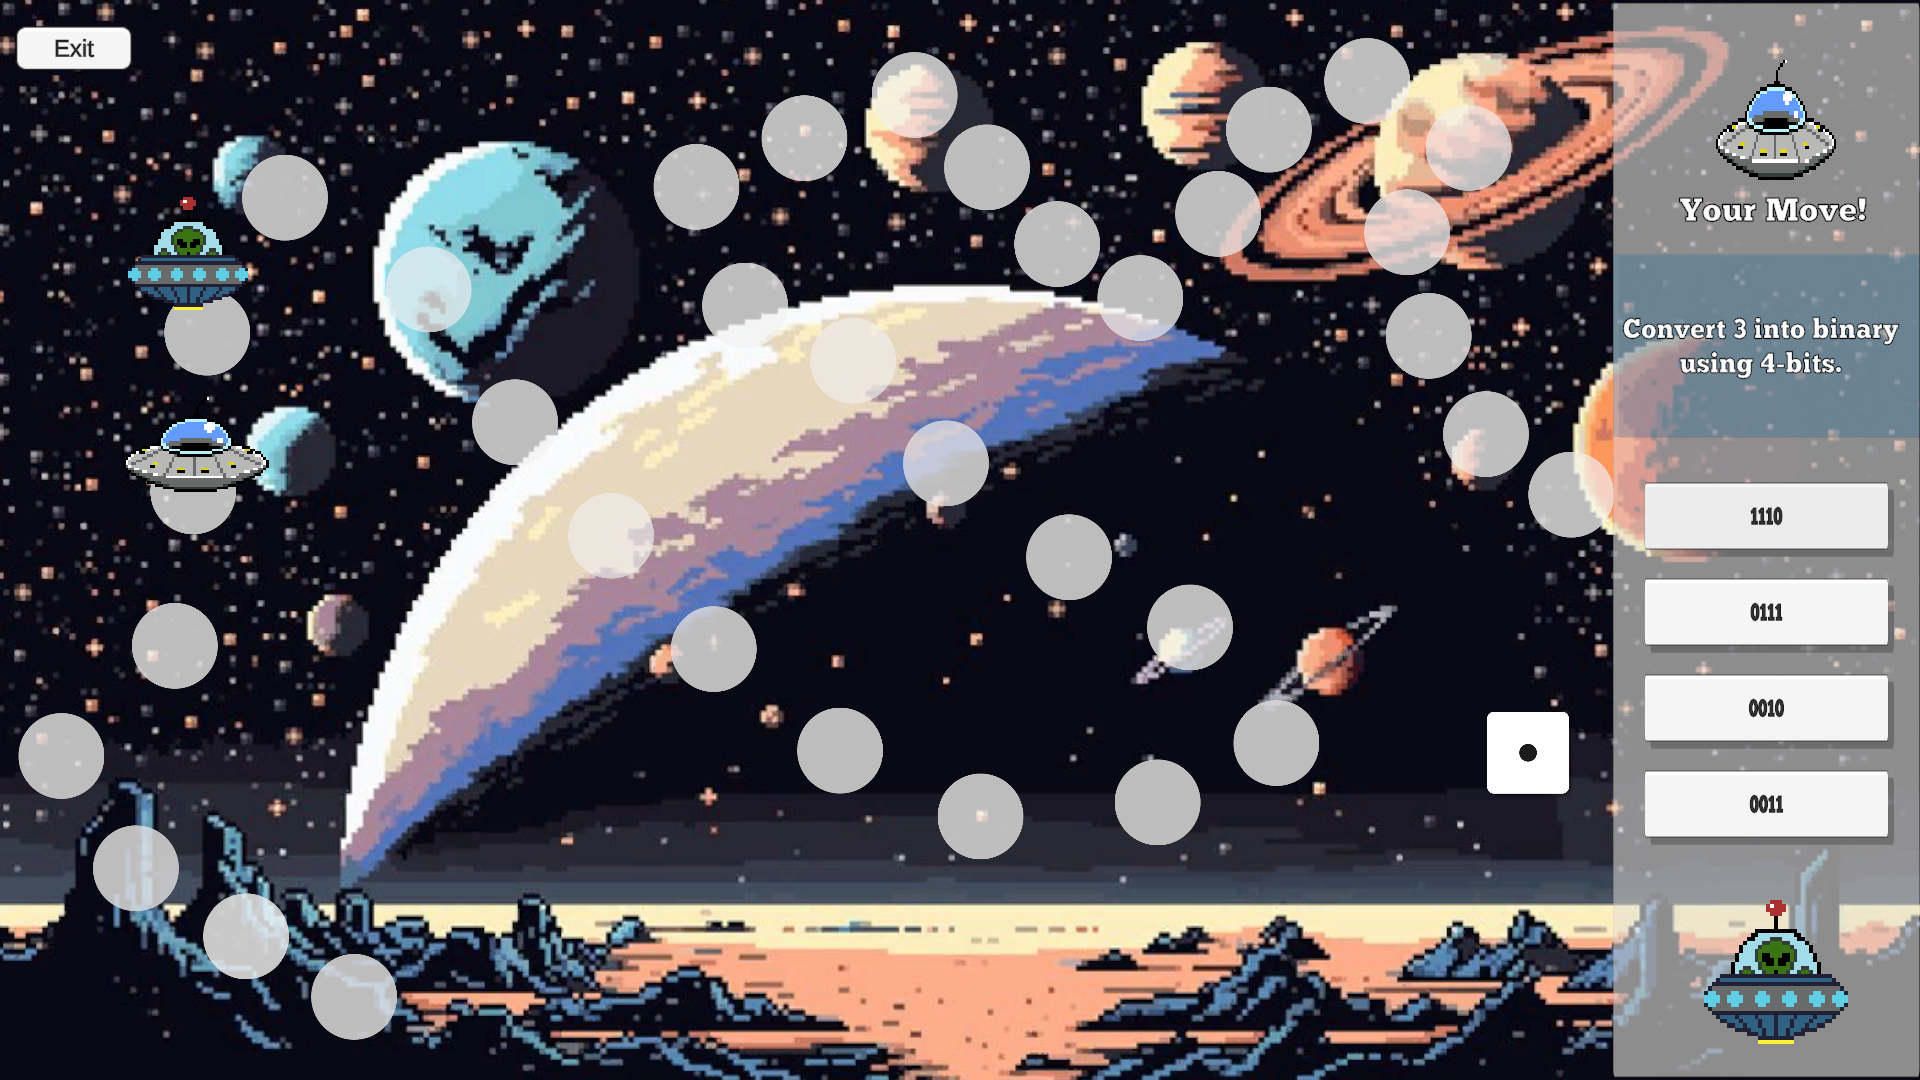 Exit
Your Move!
Convert 3 into binary
using 4-bits.
1110
0111
0010
0011